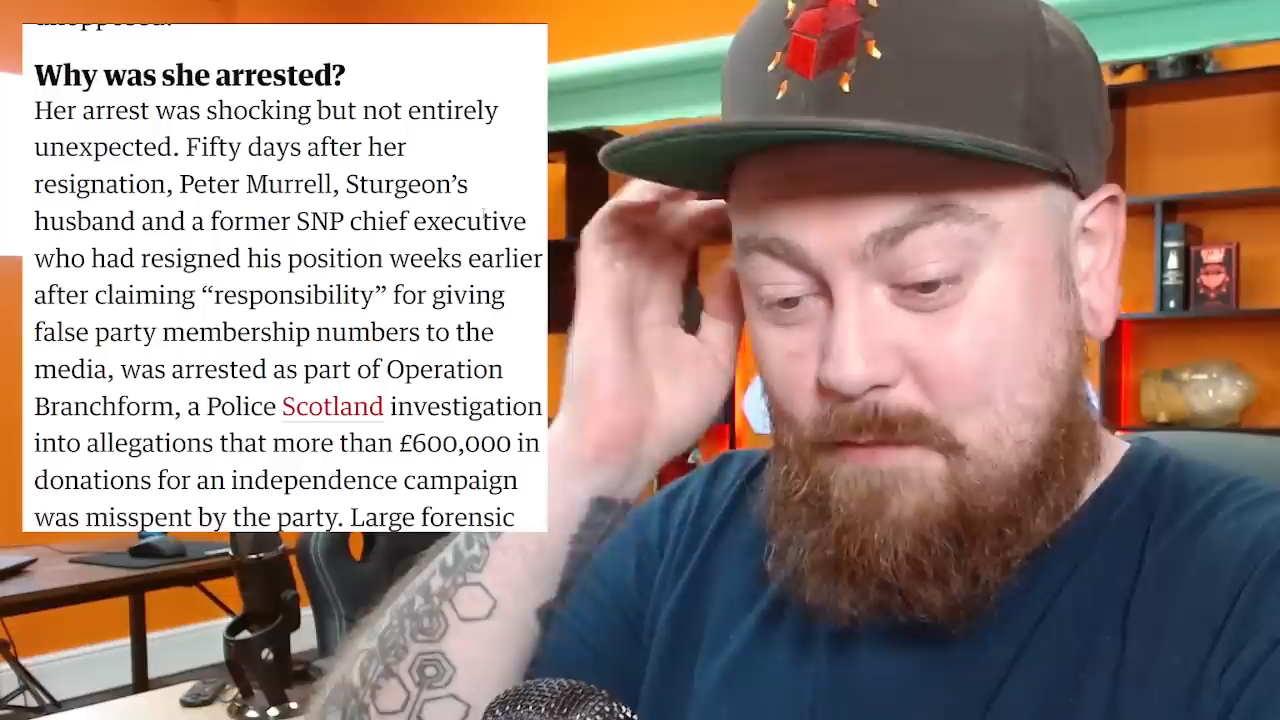 Why was she arrested?
Her arrest was shocking but not entirely
unexpected. Fifty days after her
resignation, Peter Murrell, Sturgeon’s
husband and a former SNP chief executive
who had resigned his position weeks earlier
after claiming “responsibility” for giving
false party membership numbers to the
media, was arrested as part of Operation
Branchform, a Police Scotland investigation
into allegations that more than £600,000 in
donations for an independence campaign
was misspent by the party. Large forensic